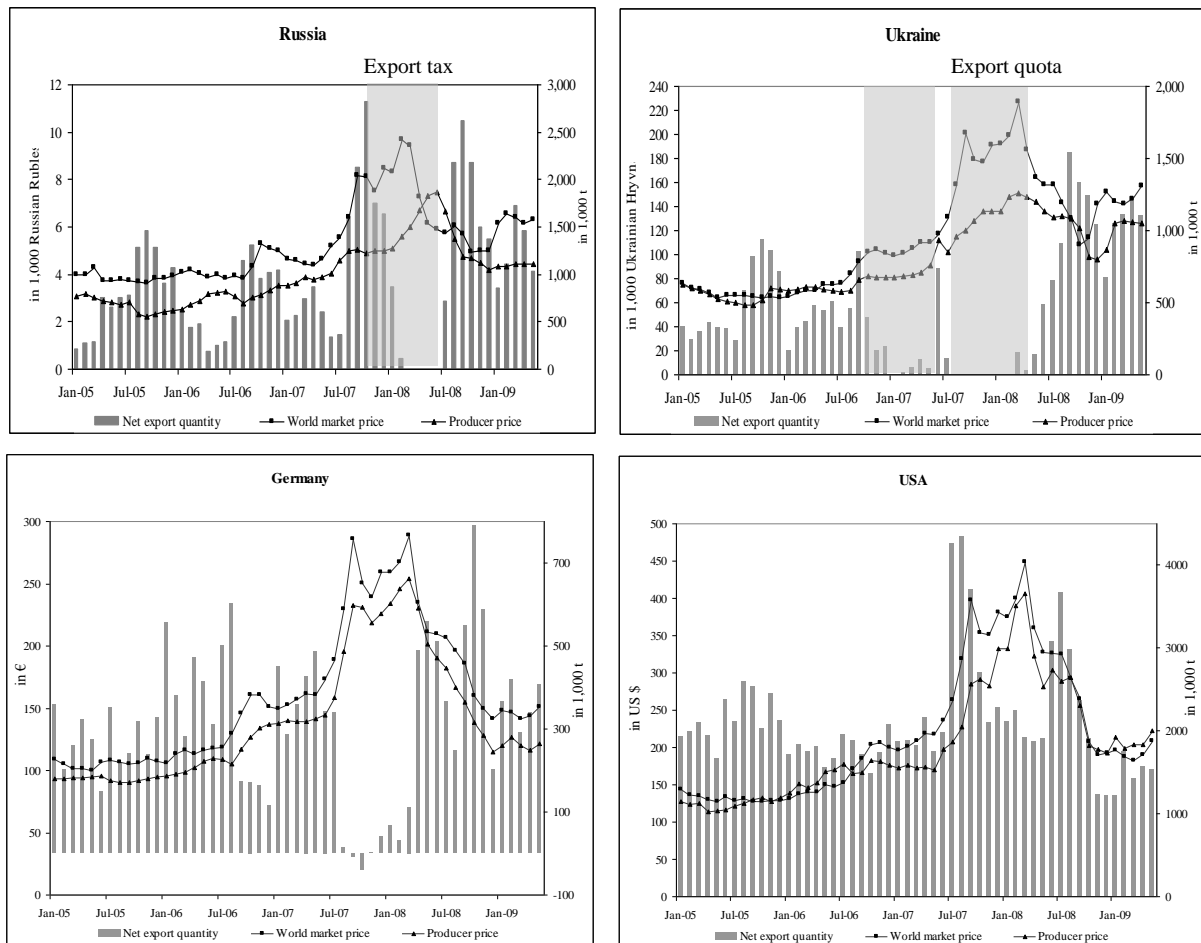 Russia
Export tax
12
10
8
6
4
2
0
in 1,000 Russian Rubles
3,000
2,500
2,000
1,500
1,000
500
0
in 1,000 t
Jan-05 Jul-05 Jan-06 Jul-06 Jan-07 Jul-07 Jan-08 Jul-08 Jan-09
Net export quantity World market price Producer price
Ukraine
Export quota
240
220
200
180
160
140
120
100
80
60
40
20
0
in 1,000 Ukrainian Hryvn
2,000
1,500
1,000
500
0
in 1,000 t
Jan-05 Jul-05 Jan-06 Jul-06 Jan-07 Jul-07 Jan-08 Jul-08 Jan-09
Net export quantity World market price Producer price
Germany
300
250
200
150
100
50
0
in €
700
500
300
100
-100
in 1,000 t
Jan-05 Jul-05 Jan-06 Jul-06 Jan-07 Jul-07 Jan-08 Jul-08 Jan-09
Net export quantity World market price Producer price
USA
500
450
400
350
300
250
200
150
100
50
0
in US $
4000
3000
2000
1000
0
in 1,000 t
Jan-05 Jul-05 Jan-06 Jul-06 Jan-07 Jul-07 Jan-08 Jul-08 Jan-09
Net export quantity World market price Producer price